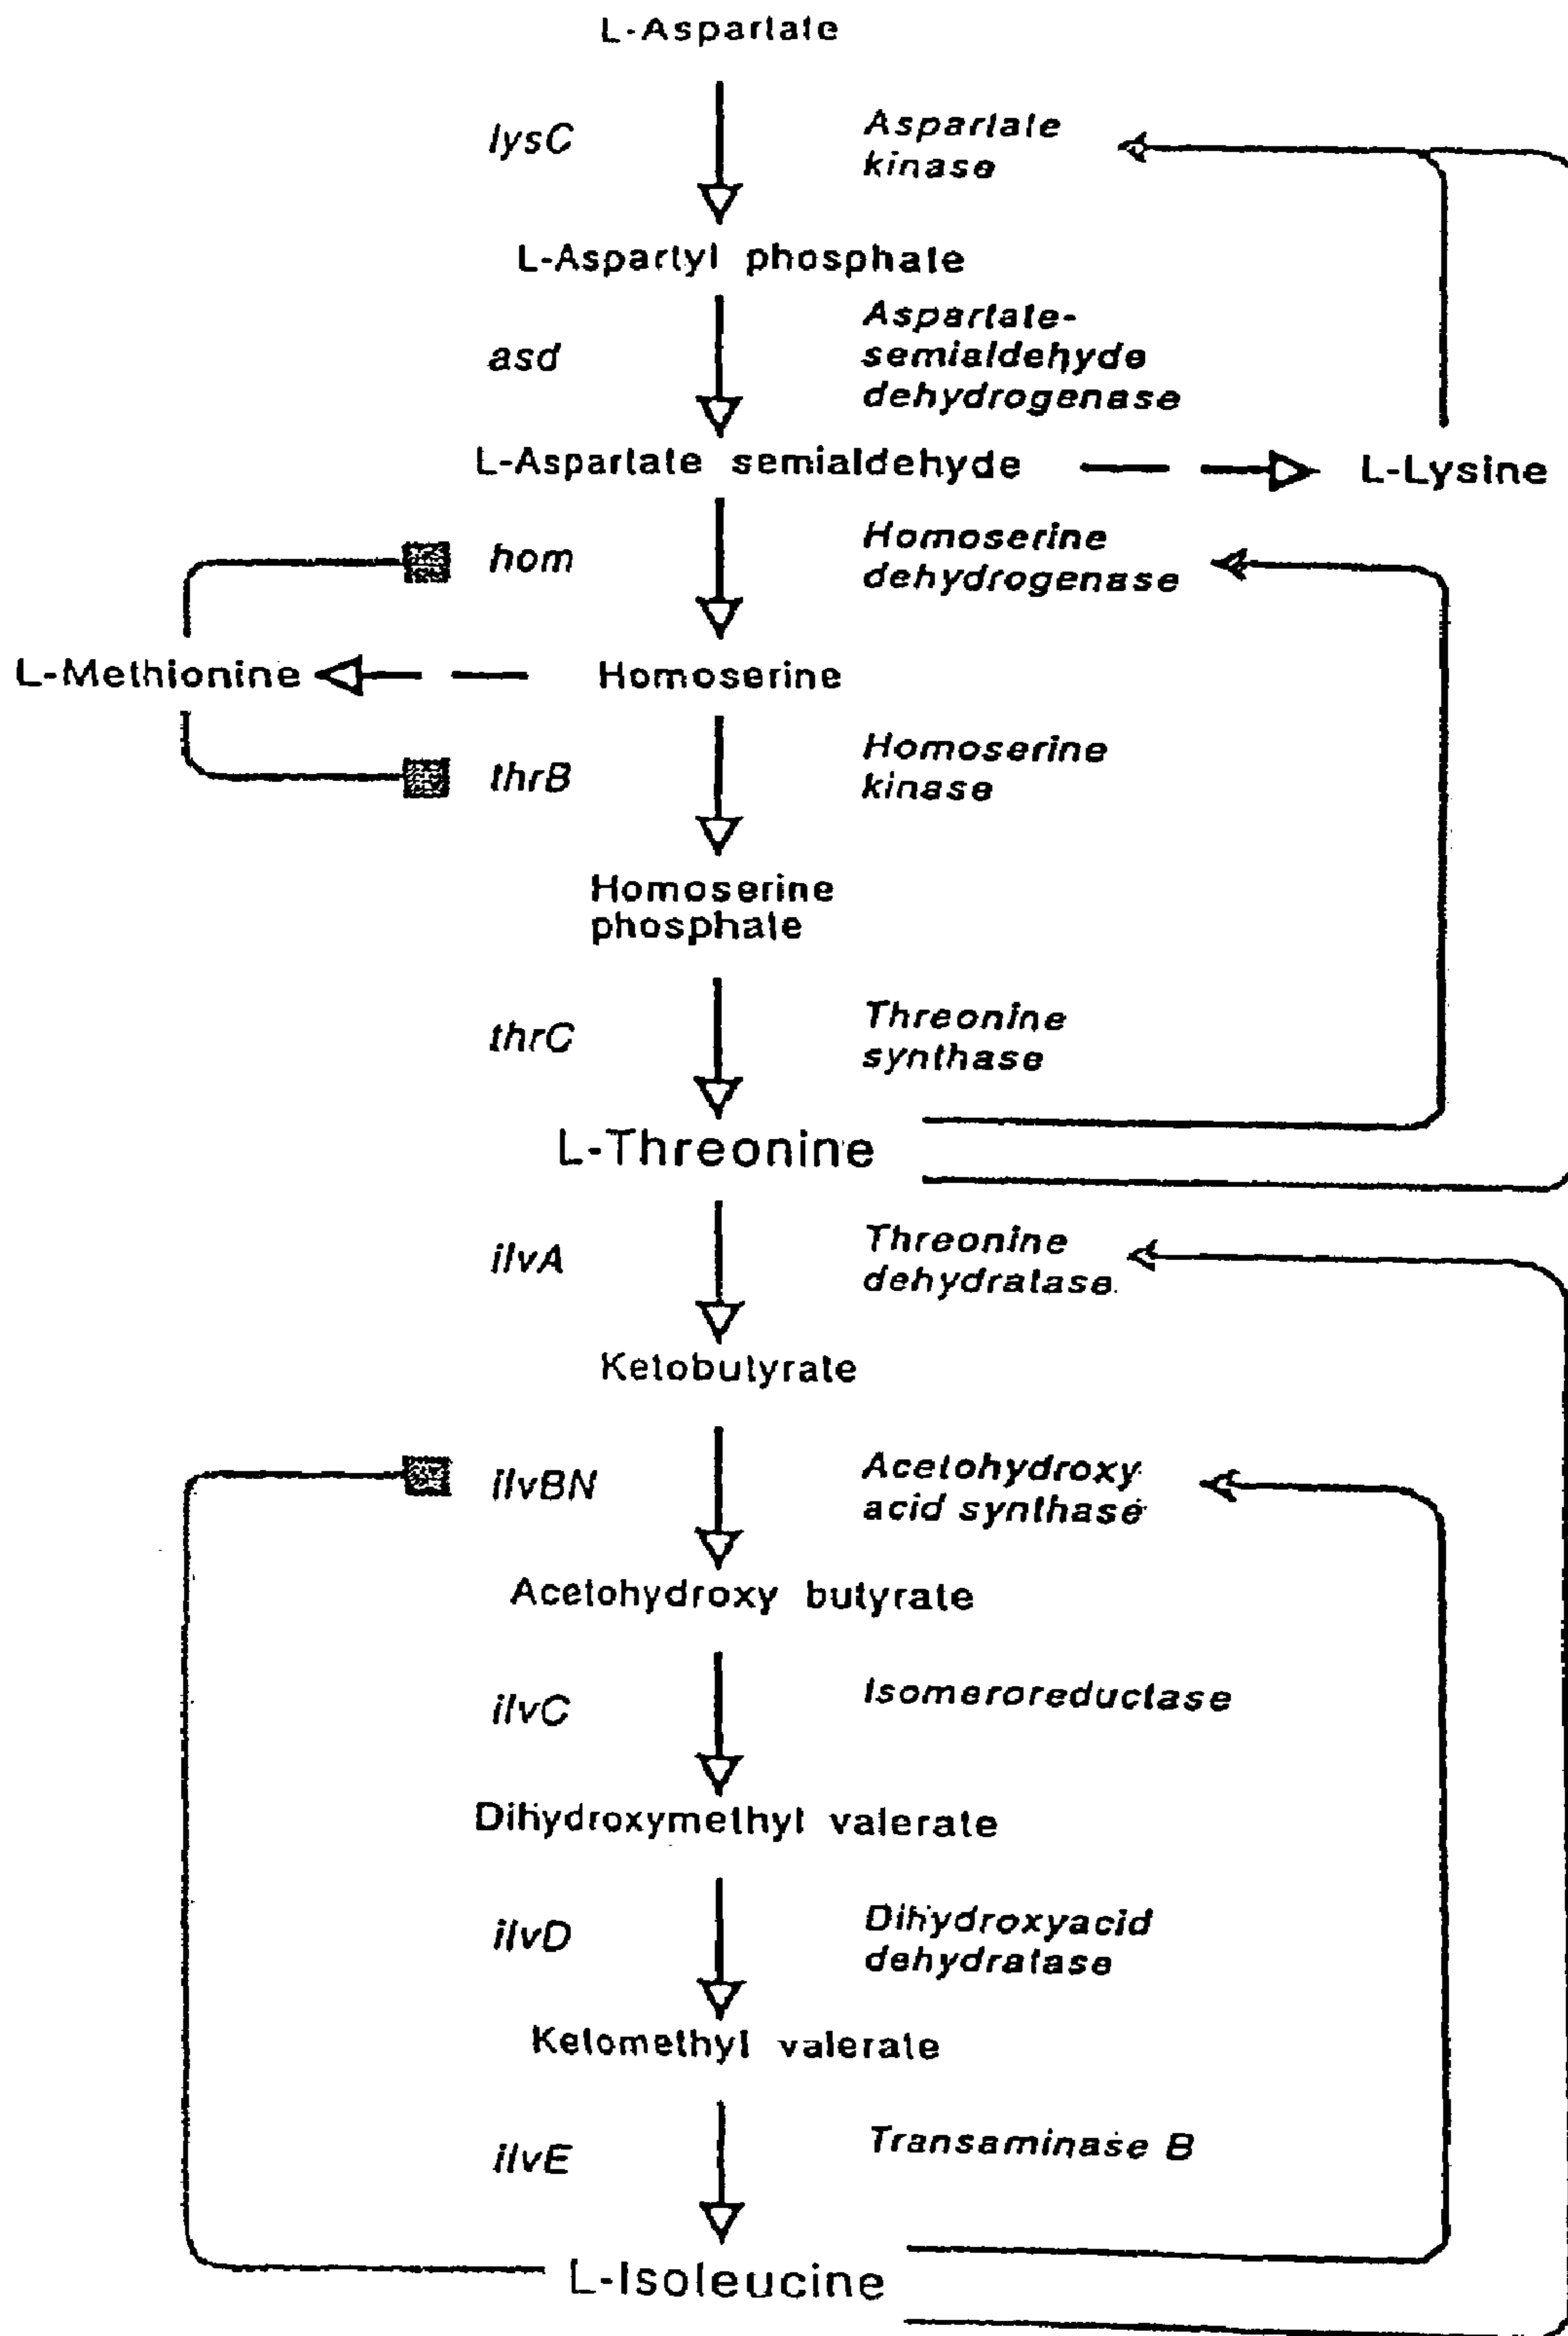 L-Aspartate
lysC
Aspartate
kinase
L-Aspartyl phosphate
asd
Aspartate-
semialdehyde
dehydrogenase
L-Aspartate semialdehyde
L-Lysine
hom
Homoserine
dehydrogenase
L-Methionine
Homoserine
thrB
Homoserine
kinase
Homoserine
phosphate
thrC
Threonine
synthase
L-Threonine
ilvA
Threonine
dehydratase
Ketobutyrate
ilvBN
Acetohydroxy
acid synthase
Acetohydroxy butyrate
ilvC
Isomeroreductase
Dihydroxymethyl valerate
ilvD
Dihydroxyacid
dehydratase
Ketomethyl valerate
ilvE
Transaminase B
L-Isoleucine